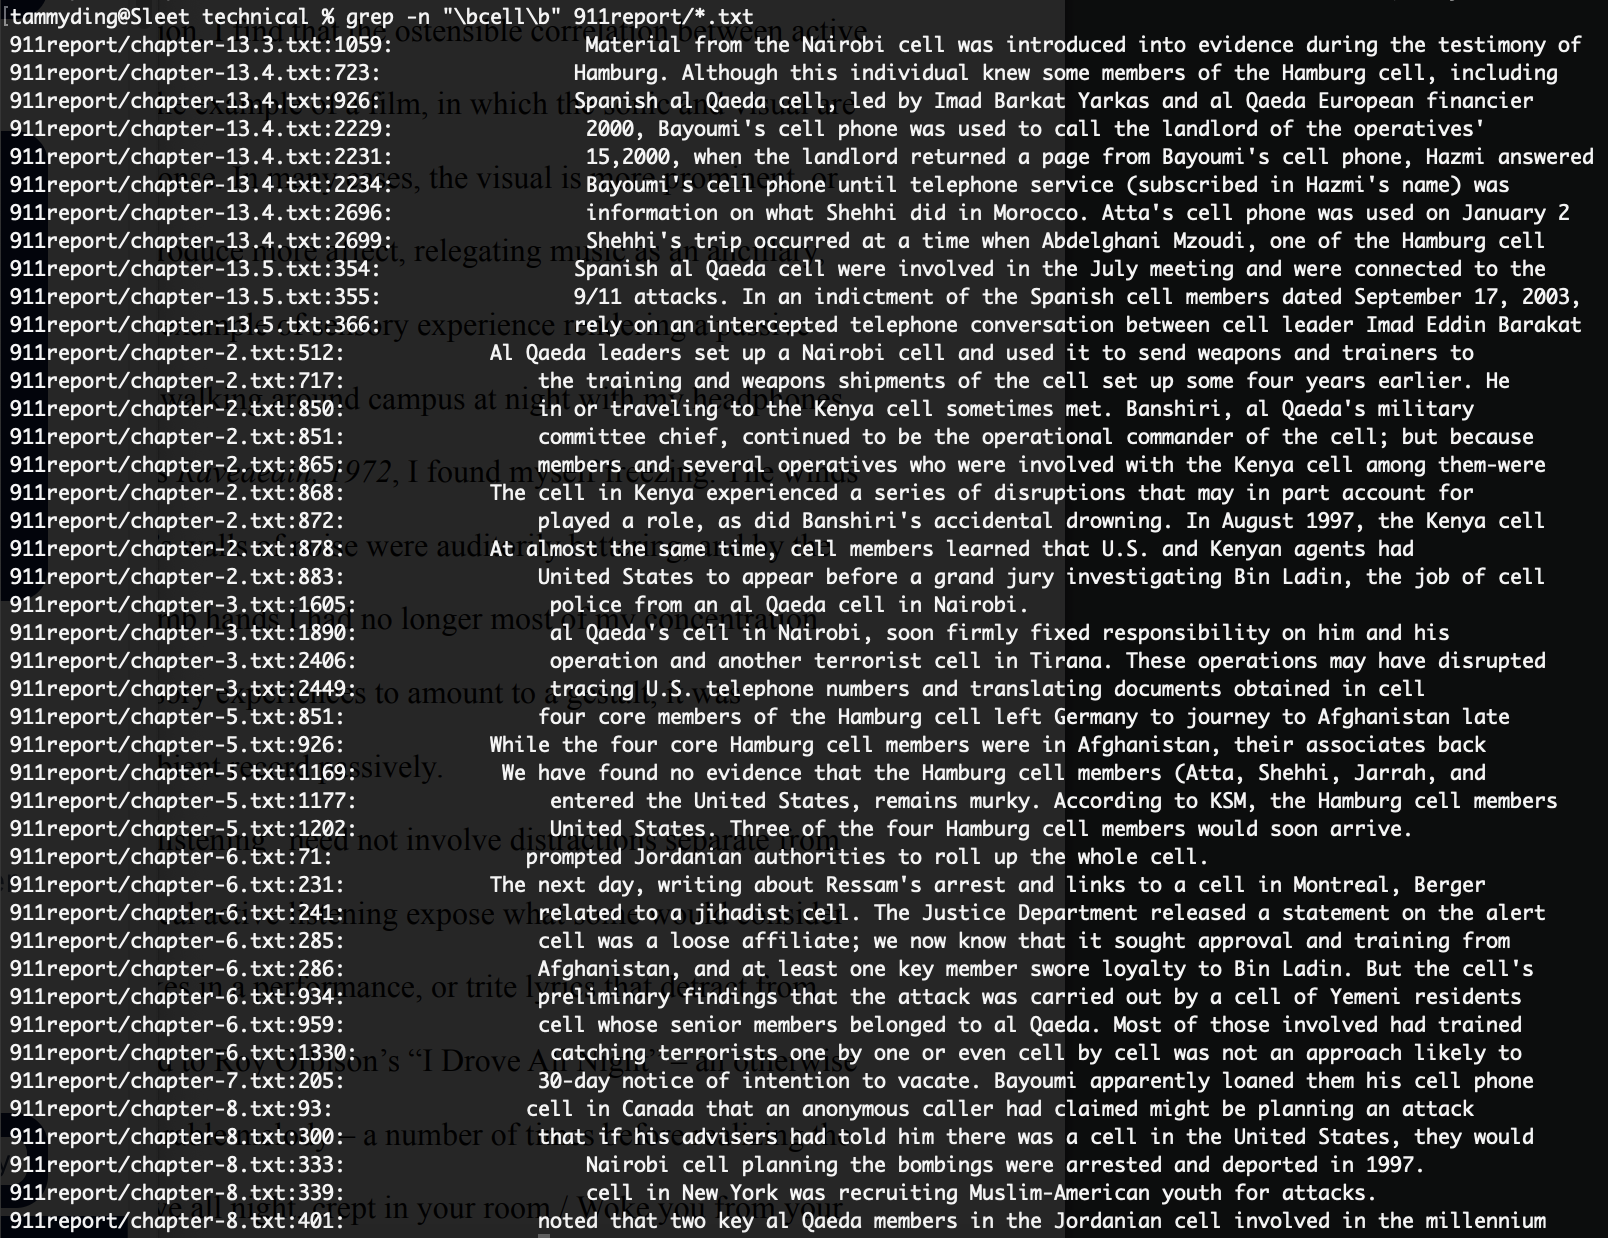 [tammyding@Sleet technical % grep -n "\bcell\b" 911report/*.txt
911report/chapter-13.3.txt:1059: Material from the Nairobi cell was introduced into evidence during the testimony of
911report/chapter-13.4.txt:723: Hamburg. Although this individual knew some members of the Hamburg cell, including
911report/chapter-13.4.txt:926: Spanish al Qaeda cell, led by Imad Barkat Yarkas and al Qaeda European financier
911report/chapter-13.4.txt:2229: 2000, Bayoumi's cell phone was used to call the landlord of the operatives'
911report/chapter-13.4.txt:2231: 15,2000, when the landlord returned a page from Bayoumi's cell phone, Hazmi answered
911report/chapter-13.4.txt:2234: Bayoumi's cell phone until telephone service (subscribed in Hazmi's name) was
911report/chapter-13.4.txt:2696: information on what Shehhi did in Morocco. Atta's cell phone was used on January 2
911report/chapter-13.4.txt:2699: Shehhi's trip occurred at a time when Abdelghani Mzoudi, one of the Hamburg cell
911report/chapter-13.5.txt:354: Spanish al Qaeda cell were involved in the July meeting and were connected to the
911report/chapter-13.5.txt:355: 9/11 attacks. In an indictment of the Spanish cell members dated September 17, 2003,
911report/chapter-13.5.txt:366: rely on an intercepted telephone conversation between cell leader Imad Eddin Barakat
911report/chapter-2.txt:512: Al Qaeda leaders set up a Nairobi cell and used it to send weapons and trainers to
911report/chapter-2.txt:717: the training and weapons shipments of the cell set up some four years earlier. He
911report/chapter-2.txt:850: in or traveling to the Kenya cell sometimes met. Banshiri, al Qaeda's military
911report/chapter-2.txt:851: committee chief, continued to be the operational commander of the cell; but because
911report/chapter-2.txt:865: members and several operatives who were involved with the Kenya cell among them-were
911report/chapter-2.txt:868: The cell in Kenya experienced a series of disruptions that may in part account for
911report/chapter-2.txt:872: played a role, as did Banshiri's accidental drowning. In August 1997, the Kenya cell
911report/chapter-2.txt:878: At almost the same time, cell members learned that U.S. and Kenyan agents had
911report/chapter-2.txt:883: United States to appear before a grand jury investigating Bin Ladin, the job of cell
911report/chapter-3.txt:1605: police from an al Qaeda cell in Nairobi.
911report/chapter-3.txt:1890: al Qaeda's cell in Nairobi, soon firmly fixed responsibility on him and his
911report/chapter-3.txt:2406: operation and another terrorist cell in Tirana. These operations may have disrupted
911report/chapter-3.txt:2449: tracing U.S. telephone numbers and translating documents obtained in cell
911report/chapter-5.txt:851: four core members of the Hamburg cell left Germany to journey to Afghanistan late
911report/chapter-5.txt:926: While the four core Hamburg cell members were in Afghanistan, their associates back
911report/chapter-5.txt:1169: We have found no evidence that the Hamburg cell members (Atta, Shehhi, Jarrah, and
911report/chapter-5.txt:1177: entered the United States, remains murky. According to KSM, the Hamburg cell members
911report/chapter-5.txt:1202: United States. Three of the four Hamburg cell members would soon arrive.
911report/chapter-6.txt:71: prompted Jordanian authorities to roll up the whole cell.
911report/chapter-6.txt:231: The next day, writing about Ressam's arrest and links to a cell in Montreal, Berger
911report/chapter-6.txt:241: related to a jihadist cell. The Justice Department released a statement on the alert
911report/chapter-6.txt:285: cell was a loose affiliate; we now know that it sought approval and training from
911report/chapter-6.txt:286: Afghanistan, and at least one key member swore loyalty to Bin Ladin. But the cell's
911report/chapter-6.txt:934: preliminary findings that the attack was carried out by a cell of Yemeni residents
911report/chapter-6.txt:959: cell whose senior members belonged to al Qaeda. Most of those involved had trained
911report/chapter-6.txt:1330: catching terrorists one by one or even cell by cell was not an approach likely to
911report/chapter-7.txt:205: 30-day notice of intention to vacate. Bayoumi apparently loaned them his cell phone
911report/chapter-8.txt:93: cell in Canada that an anonymous caller had claimed might be planning an attack
911report/chapter-8.txt:300: that if his advisers had told him there was a cell in the United States, they would
911report/chapter-8.txt:333: Nairobi cell planning the bombings were arrested and deported in 1997.
911report/chapter-8.txt:339: cell in New York was recruiting Muslim-American youth for attacks.
911report/chapter-8.txt:401: noted that two key al Qaeda members in the Jordanian cell involved in the millennium